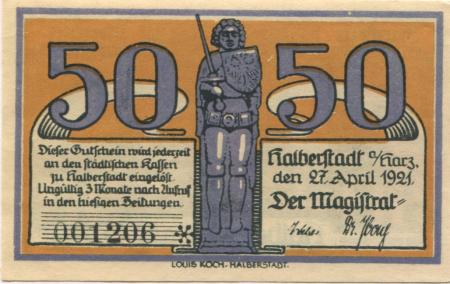 50 50
Dieser Gutschein wird jederzeit
an den städtischen Kassen
zu Halberstadt eingelöst.
Ungültig 3 Monate nach Aufruf
in den hiesigen Zeitungen.
001206 *
Halberstadt a/Harz,
den 27. April 1921.
Der Magistrat
LOUIS KOCH - HALBERSTADT.